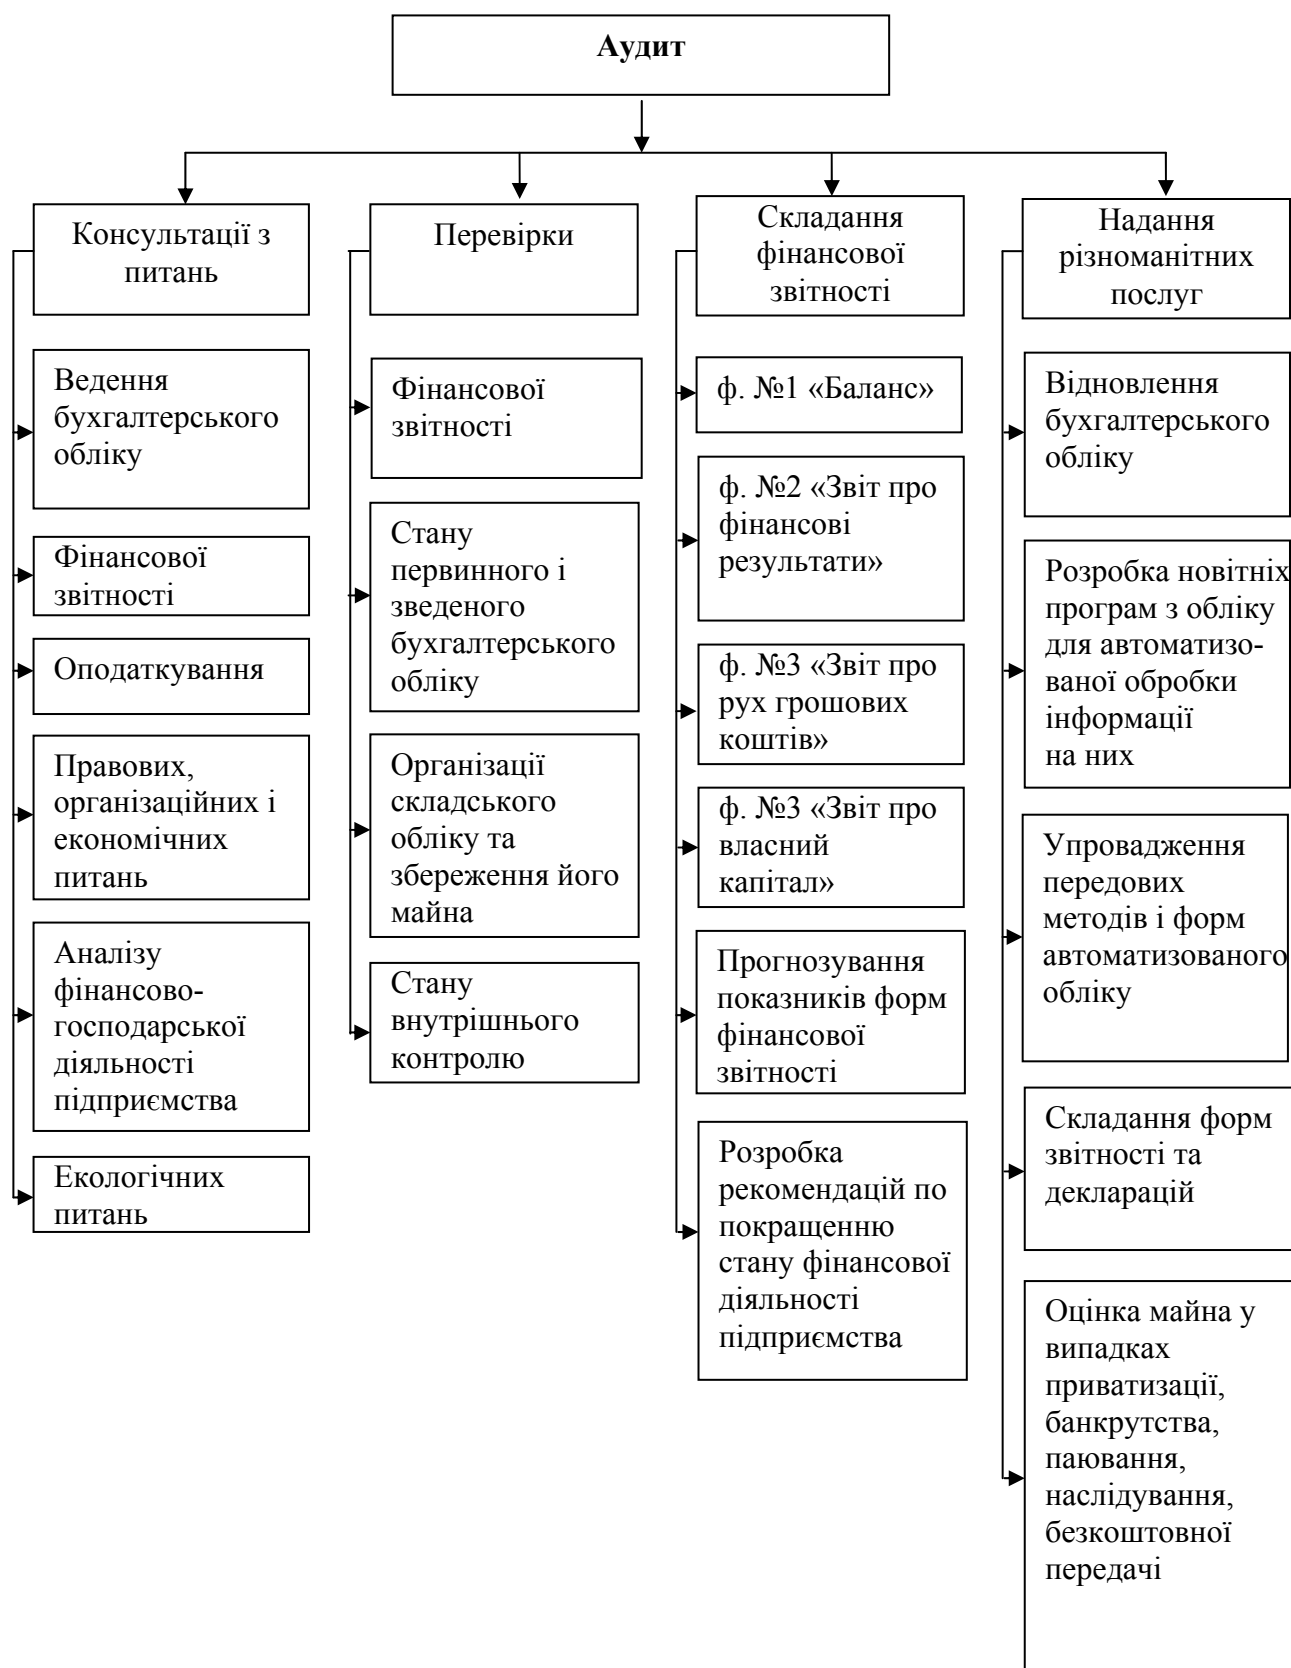 Аудит
Консультації з
питань
Ведення
бухгалтерського
обліку
Фінансової
звітності
Оподаткування
Правових,
організаційних і
економічних
питань
Аналізу
фінансово-
господарської
діяльності
підприємства
Екологічних
питань
Перевірки
Фінансової
звітності
Стану
первинного і
зведеного
бухгалтерського
обліку
Організації
складського
обліку та
збереження його
майна
Стану
внутрішнього
контролю
Складання
фінансової
звітності
ф. №1 «Баланс»
ф. №2 «Звіт про
фінансові
результати»
ф. №3 «Звіт про
рух грошових
коштів»
ф. №3 «Звіт про
власний
капітал»
Прогнозування
показників форм
фінансової
звітності
Розробка
рекомендацій по
покращенню
стану фінансової
діяльності
підприємства
Надання
різноманітних
послуг
Відновлення
бухгалтерського
обліку
Розробка новітніх
програм з обліку
для автоматизо-
ваної обробки
інформації
на них
Упровадження
передових
методів і форм
автоматизованого
обліку
Складання форм
звітності та
декларацій
Оцінка майна у
випадках
приватизації,
банкрутства,
паювання,
наслідування,
безкоштовної
передачі